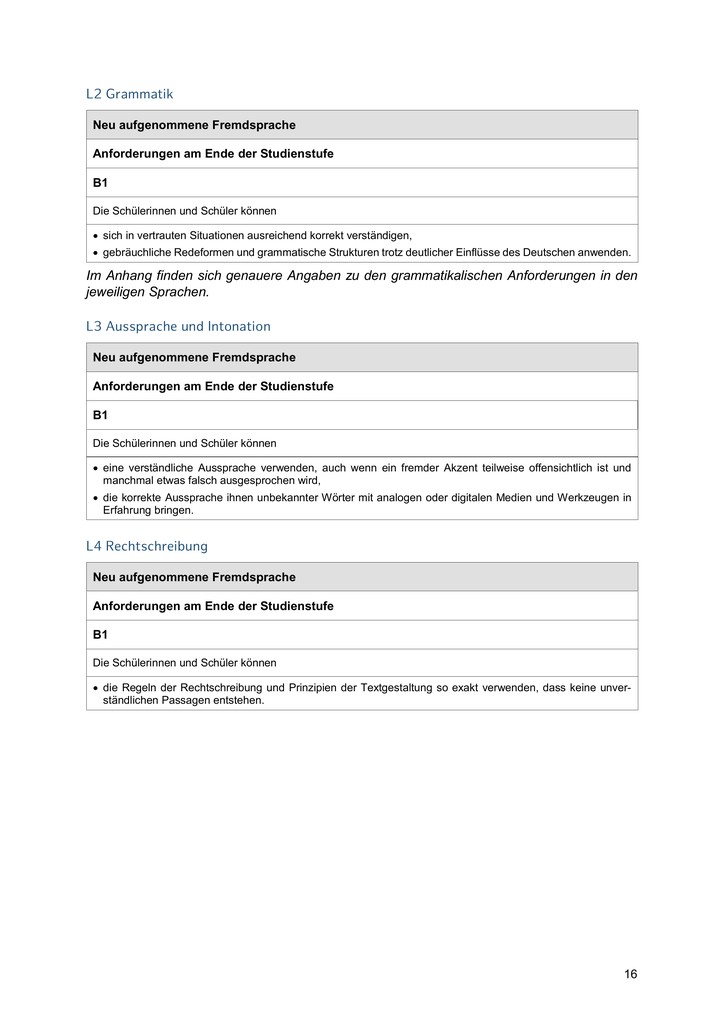 L2 Grammatik
Neu aufgenommene Fremdsprache
Anforderungen am Ende der Studienstufe
B1
Die Schülerinnen und Schüler können
• sich in vertrauten Situationen ausreichend korrekt verständigen,
• gebräuchliche Redeformen und grammatische Strukturen trotz deutlicher Einflüsse des Deutschen anwenden.
Im Anhang finden sich genauere Angaben zu den grammatikalischen Anforderungen in den
jeweiligen Sprachen.
L3 Aussprache und Intonation
Neu aufgenommene Fremdsprache
Anforderungen am Ende der Studienstufe
B1
Die Schülerinnen und Schüler können
• eine verständliche Aussprache verwenden, auch wenn ein fremder Akzent teilweise offensichtlich ist und
manchmal etwas falsch ausgesprochen wird,
• die korrekte Aussprache ihnen unbekannter Wörter mit analogen oder digitalen Medien und Werkzeugen in
Erfahrung bringen.
L4 Rechtschreibung
Neu aufgenommene Fremdsprache
Anforderungen am Ende der Studienstufe
B1
Die Schülerinnen und Schüler können
• die Regeln der Rechtschreibung und Prinzipien der Textgestaltung so exakt verwenden, dass keine unver-
ständlichen Passagen entstehen.
16